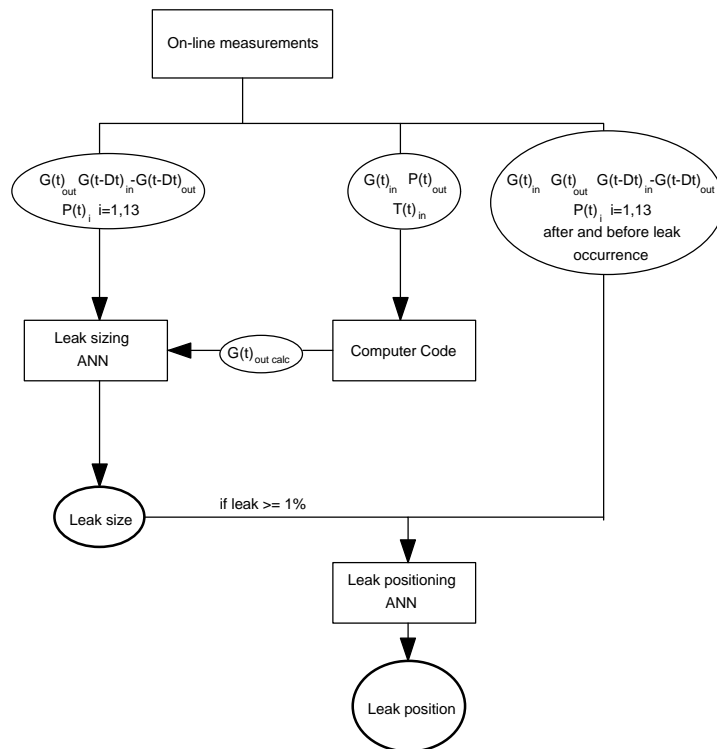 On-line measurements
G(t)out G(t-Dt)in-G(t-Dt)out
P(t)i i=1,13
G(t)in P(t)out
T(t)in
G(t)in G(t)out G(t-Dt)in-G(t-Dt)out
P(t)i i=1,13
after and before leak
occurrence
Leak sizing
ANN
G(t)out calc
Computer Code
Leak size
if leak >= 1%
Leak positioning
ANN
Leak position